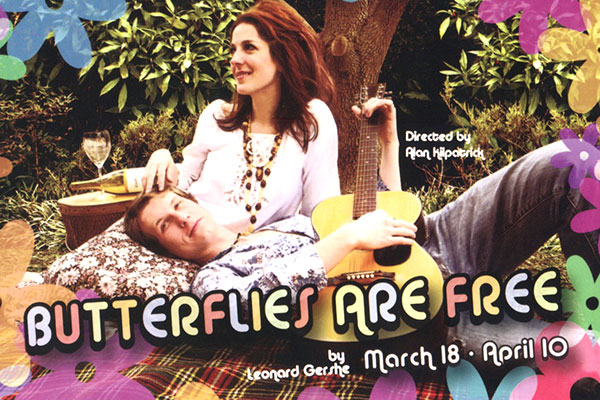 Directed by
Alan Kilpatrick
BUTTERFLIES ARE FREE
by
Leonard Gershe
March 18 · April 10